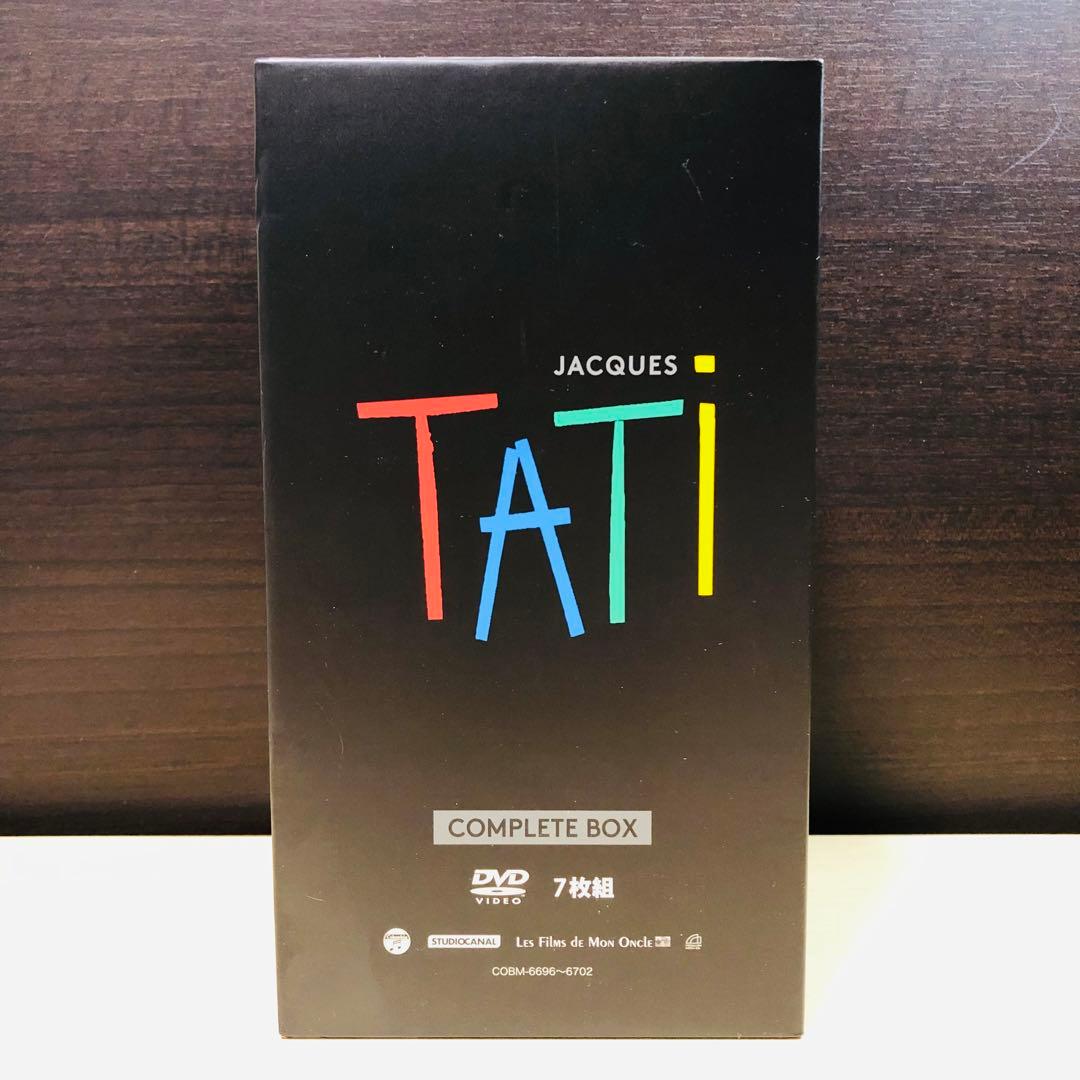 JACQUES
TATi
COMPLETE BOX
DVD VIDEO 7枚組
STUDIOCANAL LES FILMS DE MON ONCLE
COBM-6696～6702